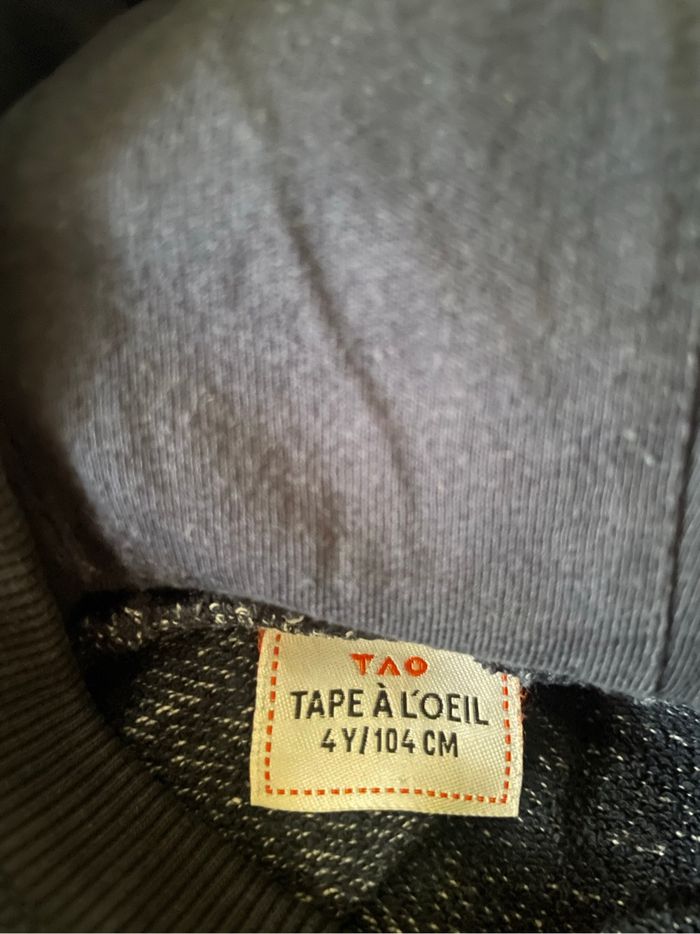 TAO
TAPE À L'OEIL
4 Y/104 CM